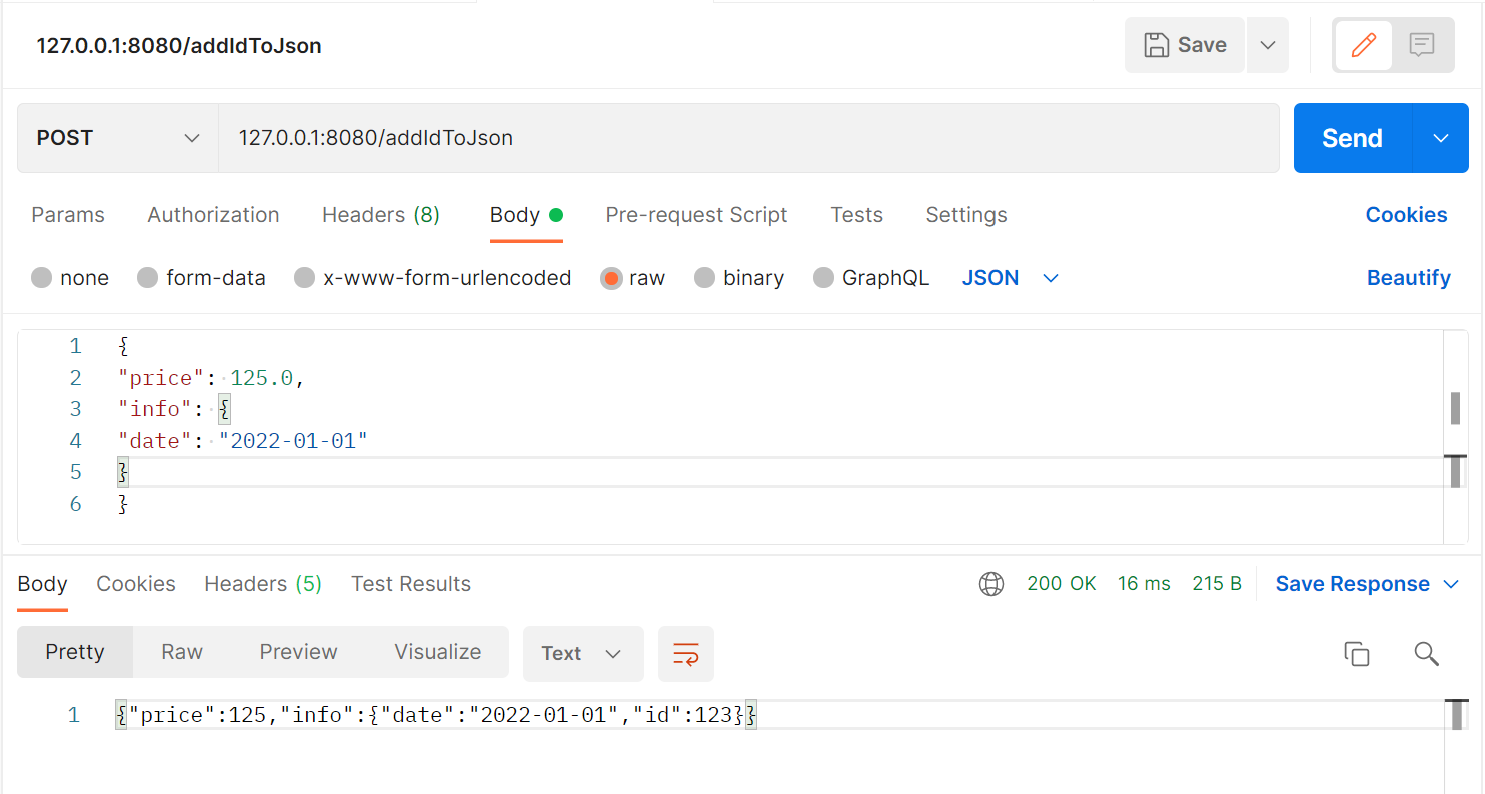 127.0.0.1:8080/addIdToJson Save
POST 127.0.0.1:8080/addIdToJson Send
Params Authorization Headers (8) Body Pre-request Script Tests Settings Cookies
none form-data x-www-form-urlencoded raw binary GraphQL JSON Beautify
1 {
2 "price": 125.0,
3 "info": {
4 "date": "2022-01-01"
5 }
6 }
Body Cookies Headers (5) Test Results 200 OK 16 ms 215 B Save Response
Pretty Raw Preview Visualize Text
1 {"price":125,"info":{"date":"2022-01-01","id":123}}